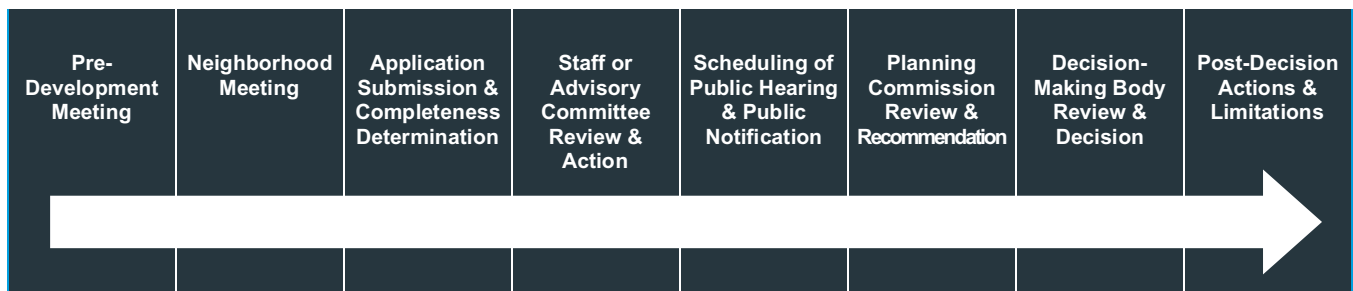 Pre-
Development
Meeting
Neighborhood
Meeting
Application
Submission &
Completeness
Determination
Staff or
Advisory
Committee
Review &
Action
Scheduling of
Public Hearing
& Public
Notification
Planning
Commission
Review &
Recommendation
Decision-
Making Body
Review &
Decision
Post-Decision
Actions &
Limitations